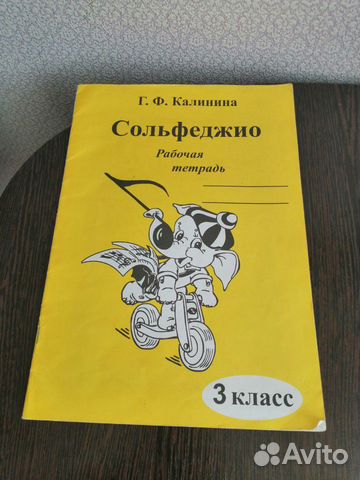 Г. Ф. Калинина
Сольфеджио
Рабочая
тетрадь
3 класс
Avito